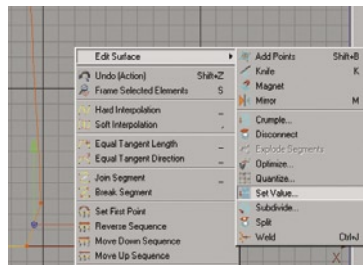 Edit Surface
Undo (Action) Shift+Z
Frame Selected Elements S
Hard Interpolation _
Soft Interpolation .
Equal Tangent Length _
Equal Tangent Direction _
Join Segment _
Break Segment _
Set First Point
Reverse Sequence
Move Down Sequence
Move Up Sequence
Add Points Shift+B
Knife K
Magnet
Mirror M
Crumple...
Disconnect
Explode Segments
Optimize...
Quantize...
Set Value...
Subdivide...
Split
Weld Ctrl+J
X